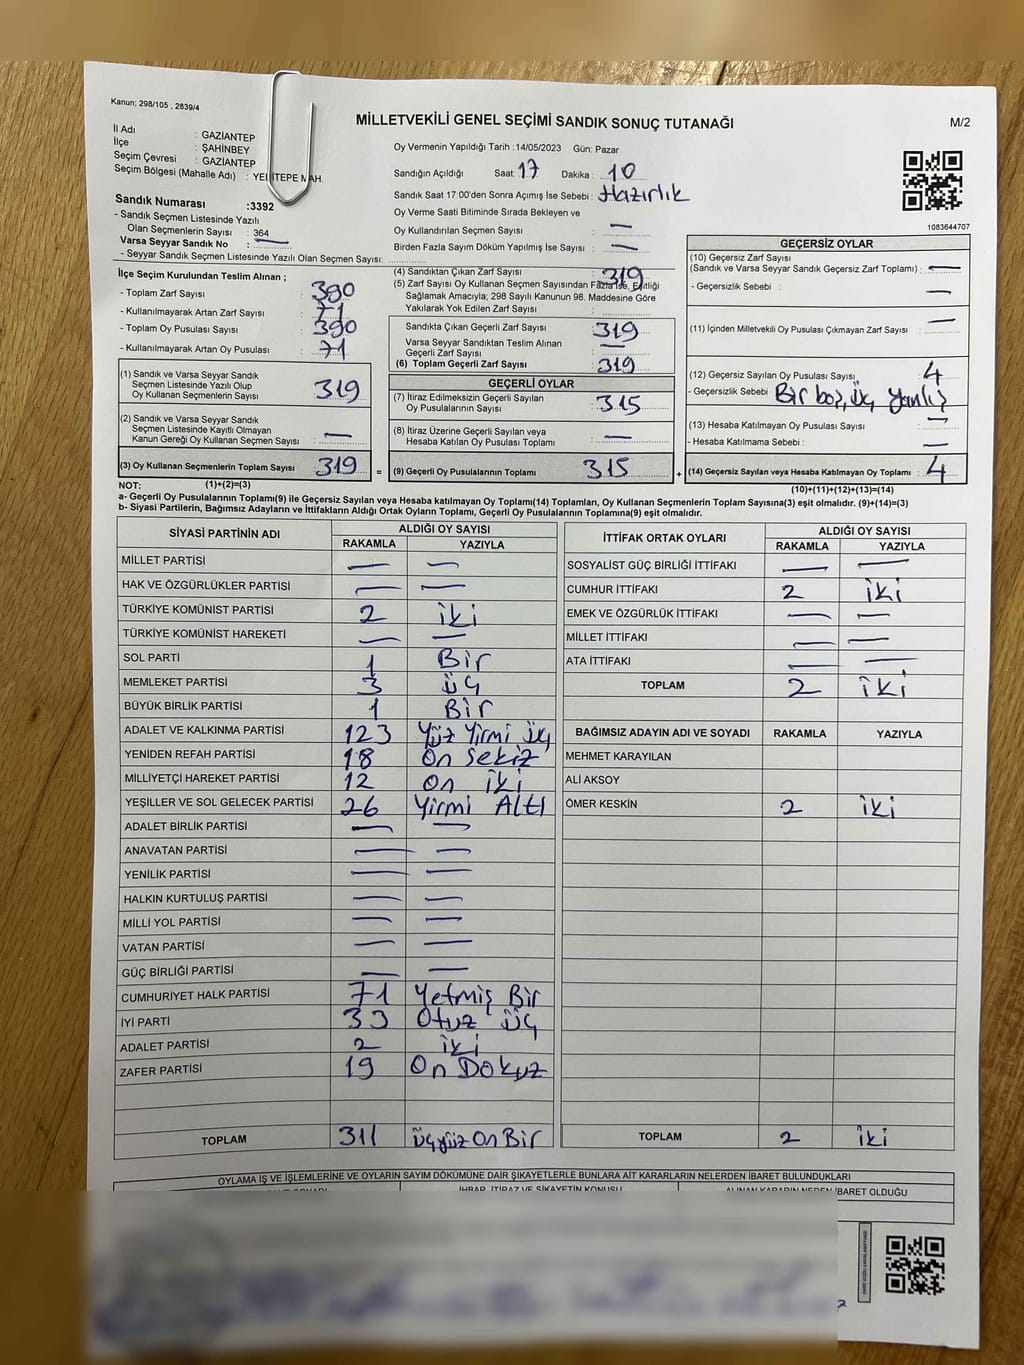 Kanun; 298/105 , 2839/4
MİLLETVEKİLİ GENEL SEÇİMİ SANDIK SONUÇ TUTANAĞI
M/2
İl Adı : GAZİANTEP
İlçe : ŞAHİNBEY
Seçim Çevresi : GAZİANTEP
Seçim Bölgesi (Mahalle Adı) : MAH.
Sandık Numarası :3392
- Sandık Seçmen Listesinde Yazılı
Olan Seçmenlerin Sayısı : 364
Varsa Seyyar Sandık No : —
- Seyyar Sandık Seçmen Listesinde Yazılı Olan Seçmen Sayısı:
Oy Vermenin Yapıldığı Tarih :14/05/2023 Gün: Pazar
Sandığın Açıldığı Saat: 17 Dakika : 10
Sandık Saat 17:00'den Sonra Açımış İse Sebebi : Hazırlık
Oy Verme Saati Bitiminde Sırada Bekleyen ve
Oy Kullandırılan Seçmen Sayısı : —
Birden Fazla Sayım Döküm Yapılmış İse Sayısı : —
1083644707
İlçe Seçim Kurulundan Teslim Alınan ;
- Toplam Zarf Sayısı : 390
- Kullanılmayarak Artan Zarf Sayısı : 71
- Toplam Oy Pusulası Sayısı : 390
- Kullanılmayarak Artan Oy Pusulası : 71
(1) Sandık ve Varsa Seyyar Sandık
Seçmen Listesinde Yazılı Olup
Oy Kullanan Seçmenlerin Sayısı : 319
(2) Sandık ve Varsa Seyyar Sandık
Seçmen Listesinde Kayıtlı Olmayan
Kanun Gereği Oy Kullanan Seçmen Sayısı : —
(3) Oy Kullanan Seçmenlerin Toplam Sayısı : 319 =
(4) Sandıktan Çıkan Zarf Sayısı : 319
(5) Zarf Sayısı Oy Kullanan Seçmen Sayısından Fazla ise, Eşitliği
Sağlamak Amacıyla; 298 Sayılı Kanunun 98. Maddesine Göre
Yakılarak Yok Edilen Zarf Sayısı :
Sandıkta Çıkan Geçerli Zarf Sayısı : 319
Varsa Seyyar Sandıktan Teslim Alınan
Geçerli Zarf Sayısı : —
(6) Toplam Geçerli Zarf Sayısı : 319
GEÇERLİ OYLAR
(7) İtiraz Edilmeksizin Geçerli Sayılan
Oy Pusulalarının Sayısı : 315
(8) İtiraz Üzerine Geçerli Sayılan veya
Hesaba Katılan Oy Pusulası Toplamı : —
(9) Geçerli Oy Pusulalarının Toplamı : 315 +
GEÇERSİZ OYLAR
(10) Geçersiz Zarf Sayısı
(Sandık ve Varsa Seyyar Sandık Geçersiz Zarf Toplamı) : —
- Geçersizlik Sebebi : —
(11) İçinden Milletvekili Oy Pusulası Çıkmayan Zarf Sayısı : —
(12) Geçersiz Sayılan Oy Pusulası Sayısı : 4
- Geçersizlik Sebebi : Bir boş, üç yanlış
(13) Hesaba Katılmayan Oy Pusulası Sayısı : —
- Hesaba Katılmama Sebebi : —
(14) Geçersiz Sayılan veya Hesaba Katılmayan Oy Toplamı : 4
NOT: (1)+(2)=(3) (10)+(11)+(12)+(13)=(14)
a- Geçerli Oy Pusulalarının Toplamı(9) ile Geçersiz Sayılan veya Hesaba katılmayan Oy Toplamı(14) Toplamları, Oy Kullanan Seçmenlerin Toplam Sayısına(3) eşit olmalıdır. (9)+(14)=(3)
b- Siyasi Partilerin, Bağımsız Adayların ve İttifakların Aldığı Ortak Oyların Toplamı, Geçerli Oy Pusulalarının Toplamına(9) eşit olmalıdır.
SİYASİ PARTİNİN ADI ALDIĞI OY SAYISI
RAKAMLA YAZIYLA
MİLLET PARTİSİ — —
HAK VE ÖZGÜRLÜKLER PARTİSİ — —
TÜRKİYE KOMÜNİST PARTİSİ 2 iki
TÜRKİYE KOMÜNİST HAREKETİ — —
SOL PARTİ 1 Bir
MEMLEKET PARTİSİ 3 üç
BÜYÜK BİRLİK PARTİSİ 1 Bir
ADALET VE KALKINMA PARTİSİ 123 Yüz Yirmi üç
YENİDEN REFAH PARTİSİ 18 On Sekiz
MİLLİYETÇİ HAREKET PARTİSİ 12 On iki
YEŞİLLER VE SOL GELECEK PARTİSİ 26 Yirmi Altı
ADALET BİRLİK PARTİSİ — —
ANAVATAN PARTİSİ — —
YENİLİK PARTİSİ — —
HALKIN KURTULUŞ PARTİSİ — —
MİLLİ YOL PARTİSİ — —
VATAN PARTİSİ — —
GÜÇ BİRLİĞİ PARTİSİ — —
CUMHURİYET HALK PARTİSİ 71 Yetmiş Bir
İYİ PARTİ 33 Otuz üç
ADALET PARTİSİ 2 iki
ZAFER PARTİSİ 19 On Dokuz
TOPLAM 311 üçyüz On Bir
İTTİFAK ORTAK OYLARI ALDIĞI OY SAYISI
RAKAMLA YAZIYLA
SOSYALİST GÜÇ BİRLİĞİ İTTİFAKI — —
CUMHUR İTTİFAKI 2 iki
EMEK VE ÖZGÜRLÜK İTTİFAKI — —
MİLLET İTTİFAKI — —
ATA İTTİFAKI — —
TOPLAM 2 iki
BAĞIMSIZ ADAYIN ADI VE SOYADI RAKAMLA YAZIYLA
MEHMET KARAYILAN
ALİ AKSOY
ÖMER KESKİN 2 iki
TOPLAM 2 iki
OYLAMA İŞ VE İŞLEMLERİNE VE OYLARIN SAYIM DÖKÜMÜNE DAİR ŞİKAYETLERLE BUNLARA AİT KARARLARIN NELERDEN İBARET BULUNDUKLARI
İHBAR, İTİRAZ VE ŞİKAYETİN KONUSU ALINAN KARARIN NEDEN İBARET OLDUĞU